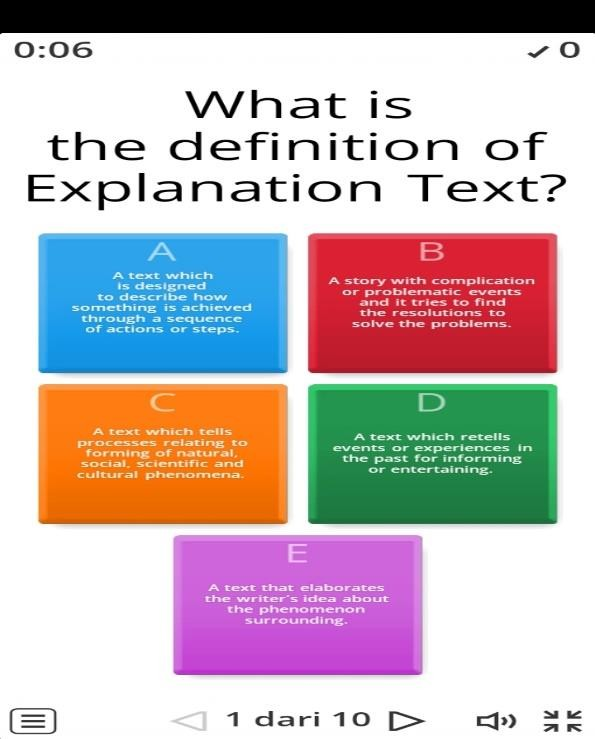 0:06
✓ 0
What is
the definition of
Explanation Text?
A
A text which
is designed
to describe how
something is achieved
through a sequence
of actions or steps.
B
A story with complication
or problematic events
and it tries to find
the resolutions to
solve the problems.
C
A text which tells
processes relating to
forming of natural,
social, scientific and
cultural phenomena.
D
A text which retells
events or experiences in
the past for informing
or entertaining.
E
A text that elaborates
the writer's idea about
the phenomenon
surrounding.
1 dari 10